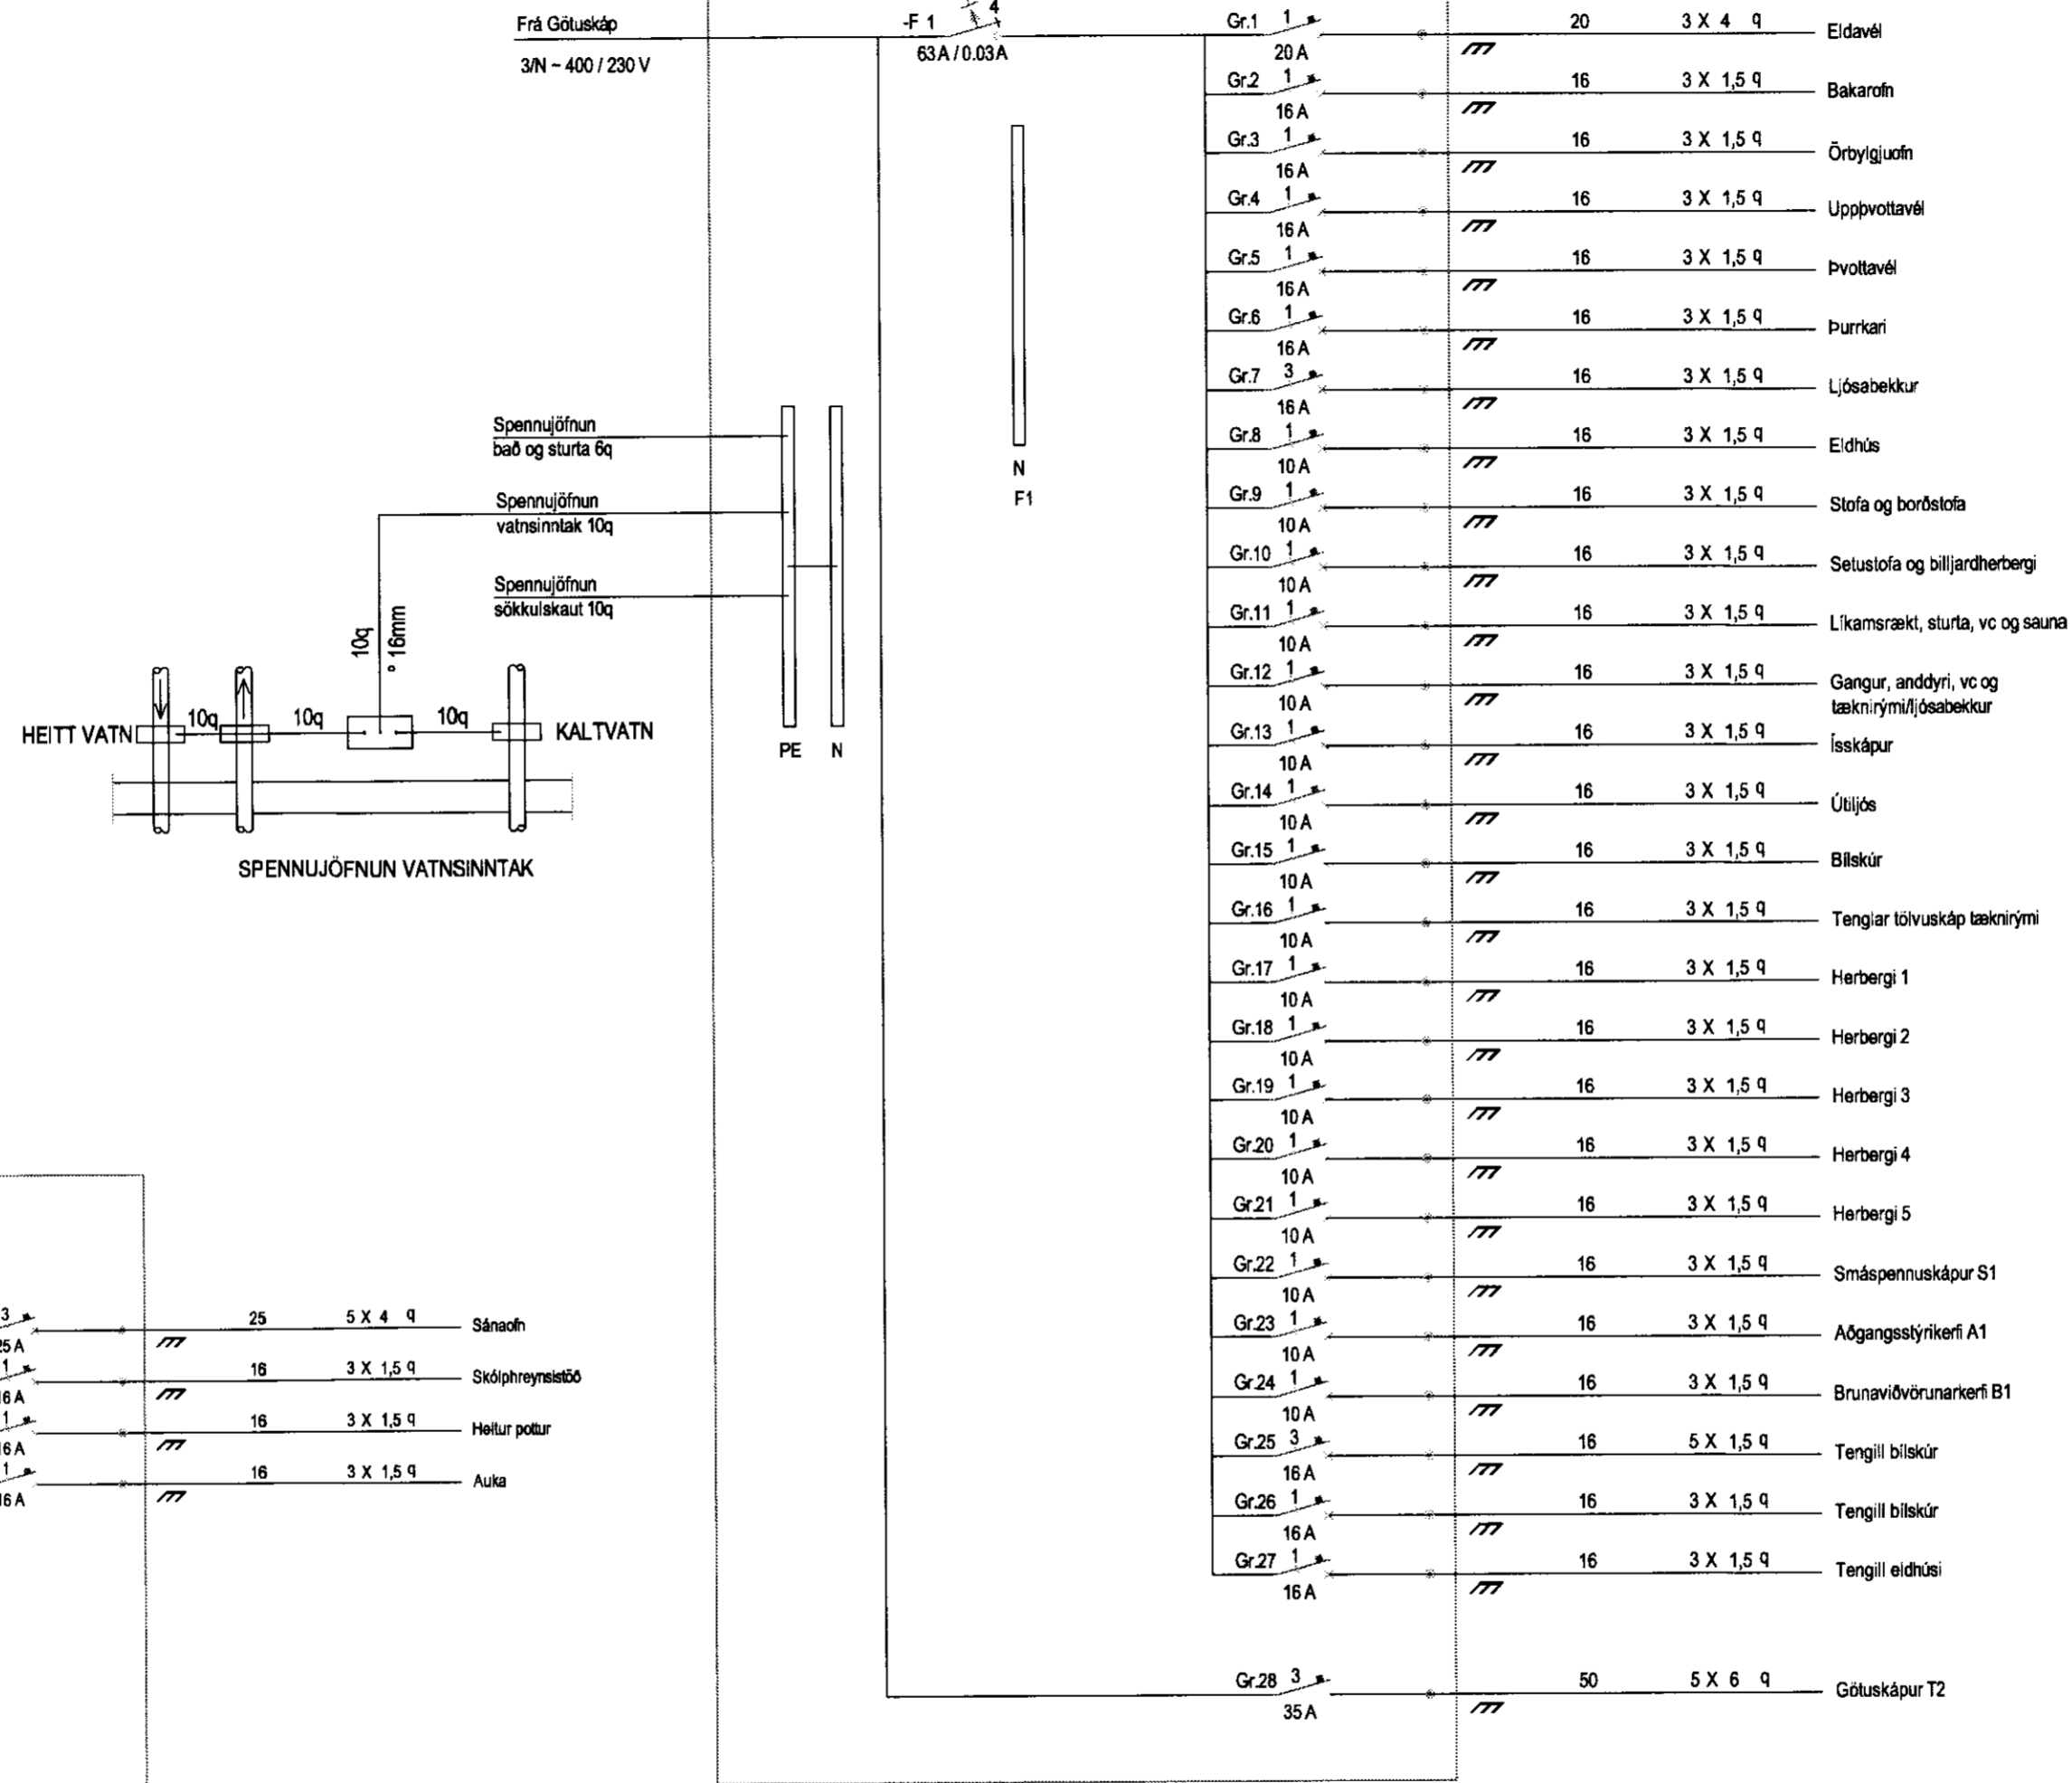 Frá Götuskáp
3/N ~ 400 / 230 V
-F 1
4
63 A / 0.03 A
N
F1
Spennujöfnun
bað og sturta 6q
Spennujöfnun
vatnsinntak 10q
Spennujöfnun
sökkulskaut 10q
10q
° 16mm
HEITT VATN
10q
10q
10q
KALTVATN
PE
N
SPENNUJÖFNUN VATNSINNTAK
Gr.1 1 20 3 X 4 q Eldavél
20 A
Gr.2 1 16 3 X 1,5 q Bakarofn
16 A
Gr.3 1 16 3 X 1,5 q Örbylgjuofn
16 A
Gr.4 1 16 3 X 1,5 q Uppþvottavél
16 A
Gr.5 1 16 3 X 1,5 q Þvottavél
16 A
Gr.6 1 16 3 X 1,5 q Þurrkari
16 A
Gr.7 3 16 3 X 1,5 q Ljósabekkur
16 A
Gr.8 1 16 3 X 1,5 q Eldhús
10 A
Gr.9 1 16 3 X 1,5 q Stofa og borðstofa
10 A
Gr.10 1 16 3 X 1,5 q Setustofa og billjardherbergi
10 A
Gr.11 1 16 3 X 1,5 q Líkamsrækt, sturta, vc og sauna
10 A
Gr.12 1 16 3 X 1,5 q Gangur, anddyri, vc og
tæknirými/ljósabekkur
10 A
Gr.13 1 16 3 X 1,5 q Ísskápur
10 A
Gr.14 1 16 3 X 1,5 q Útiljós
10 A
Gr.15 1 16 3 X 1,5 q Bílskúr
10 A
Gr.16 1 16 3 X 1,5 q Tenglar tölvuskáp tæknirými
10 A
Gr.17 1 16 3 X 1,5 q Herbergi 1
10 A
Gr.18 1 16 3 X 1,5 q Herbergi 2
10 A
Gr.19 1 16 3 X 1,5 q Herbergi 3
10 A
Gr.20 1 16 3 X 1,5 q Herbergi 4
10 A
Gr.21 1 16 3 X 1,5 q Herbergi 5
10 A
Gr.22 1 16 3 X 1,5 q Smáspennuskápur S1
10 A
Gr.23 1 16 3 X 1,5 q Aðgangsstýrikerfi A1
10 A
Gr.24 1 16 3 X 1,5 q Brunaviðvörunarkerfi B1
10 A
Gr.25 3 16 5 X 1,5 q Tengill bílskúr
16 A
Gr.26 1 16 3 X 1,5 q Tengill bílskúr
16 A
Gr.27 1 16 3 X 1,5 q Tengill eldhúsi
16 A
Gr.28 3 50 5 X 6 q Götuskápur T2
35 A
3 25 5 X 4 q Sánaofn
25 A
1 16 3 X 1,5 q Skólphreynsistöð
16 A
1 16 3 X 1,5 q Heitur pottur
16 A
1 16 3 X 1,5 q Auka
16 A